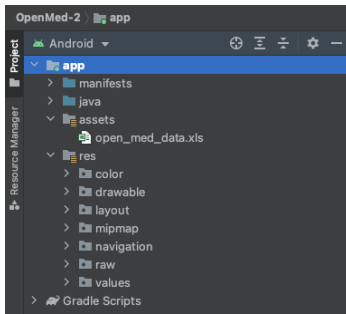 OpenMed-2 app
Project
Resource Manager
Android
app
manifests
java
assets
open_med_data.xls
res
color
drawable
layout
mipmap
navigation
raw
values
Gradle Scripts